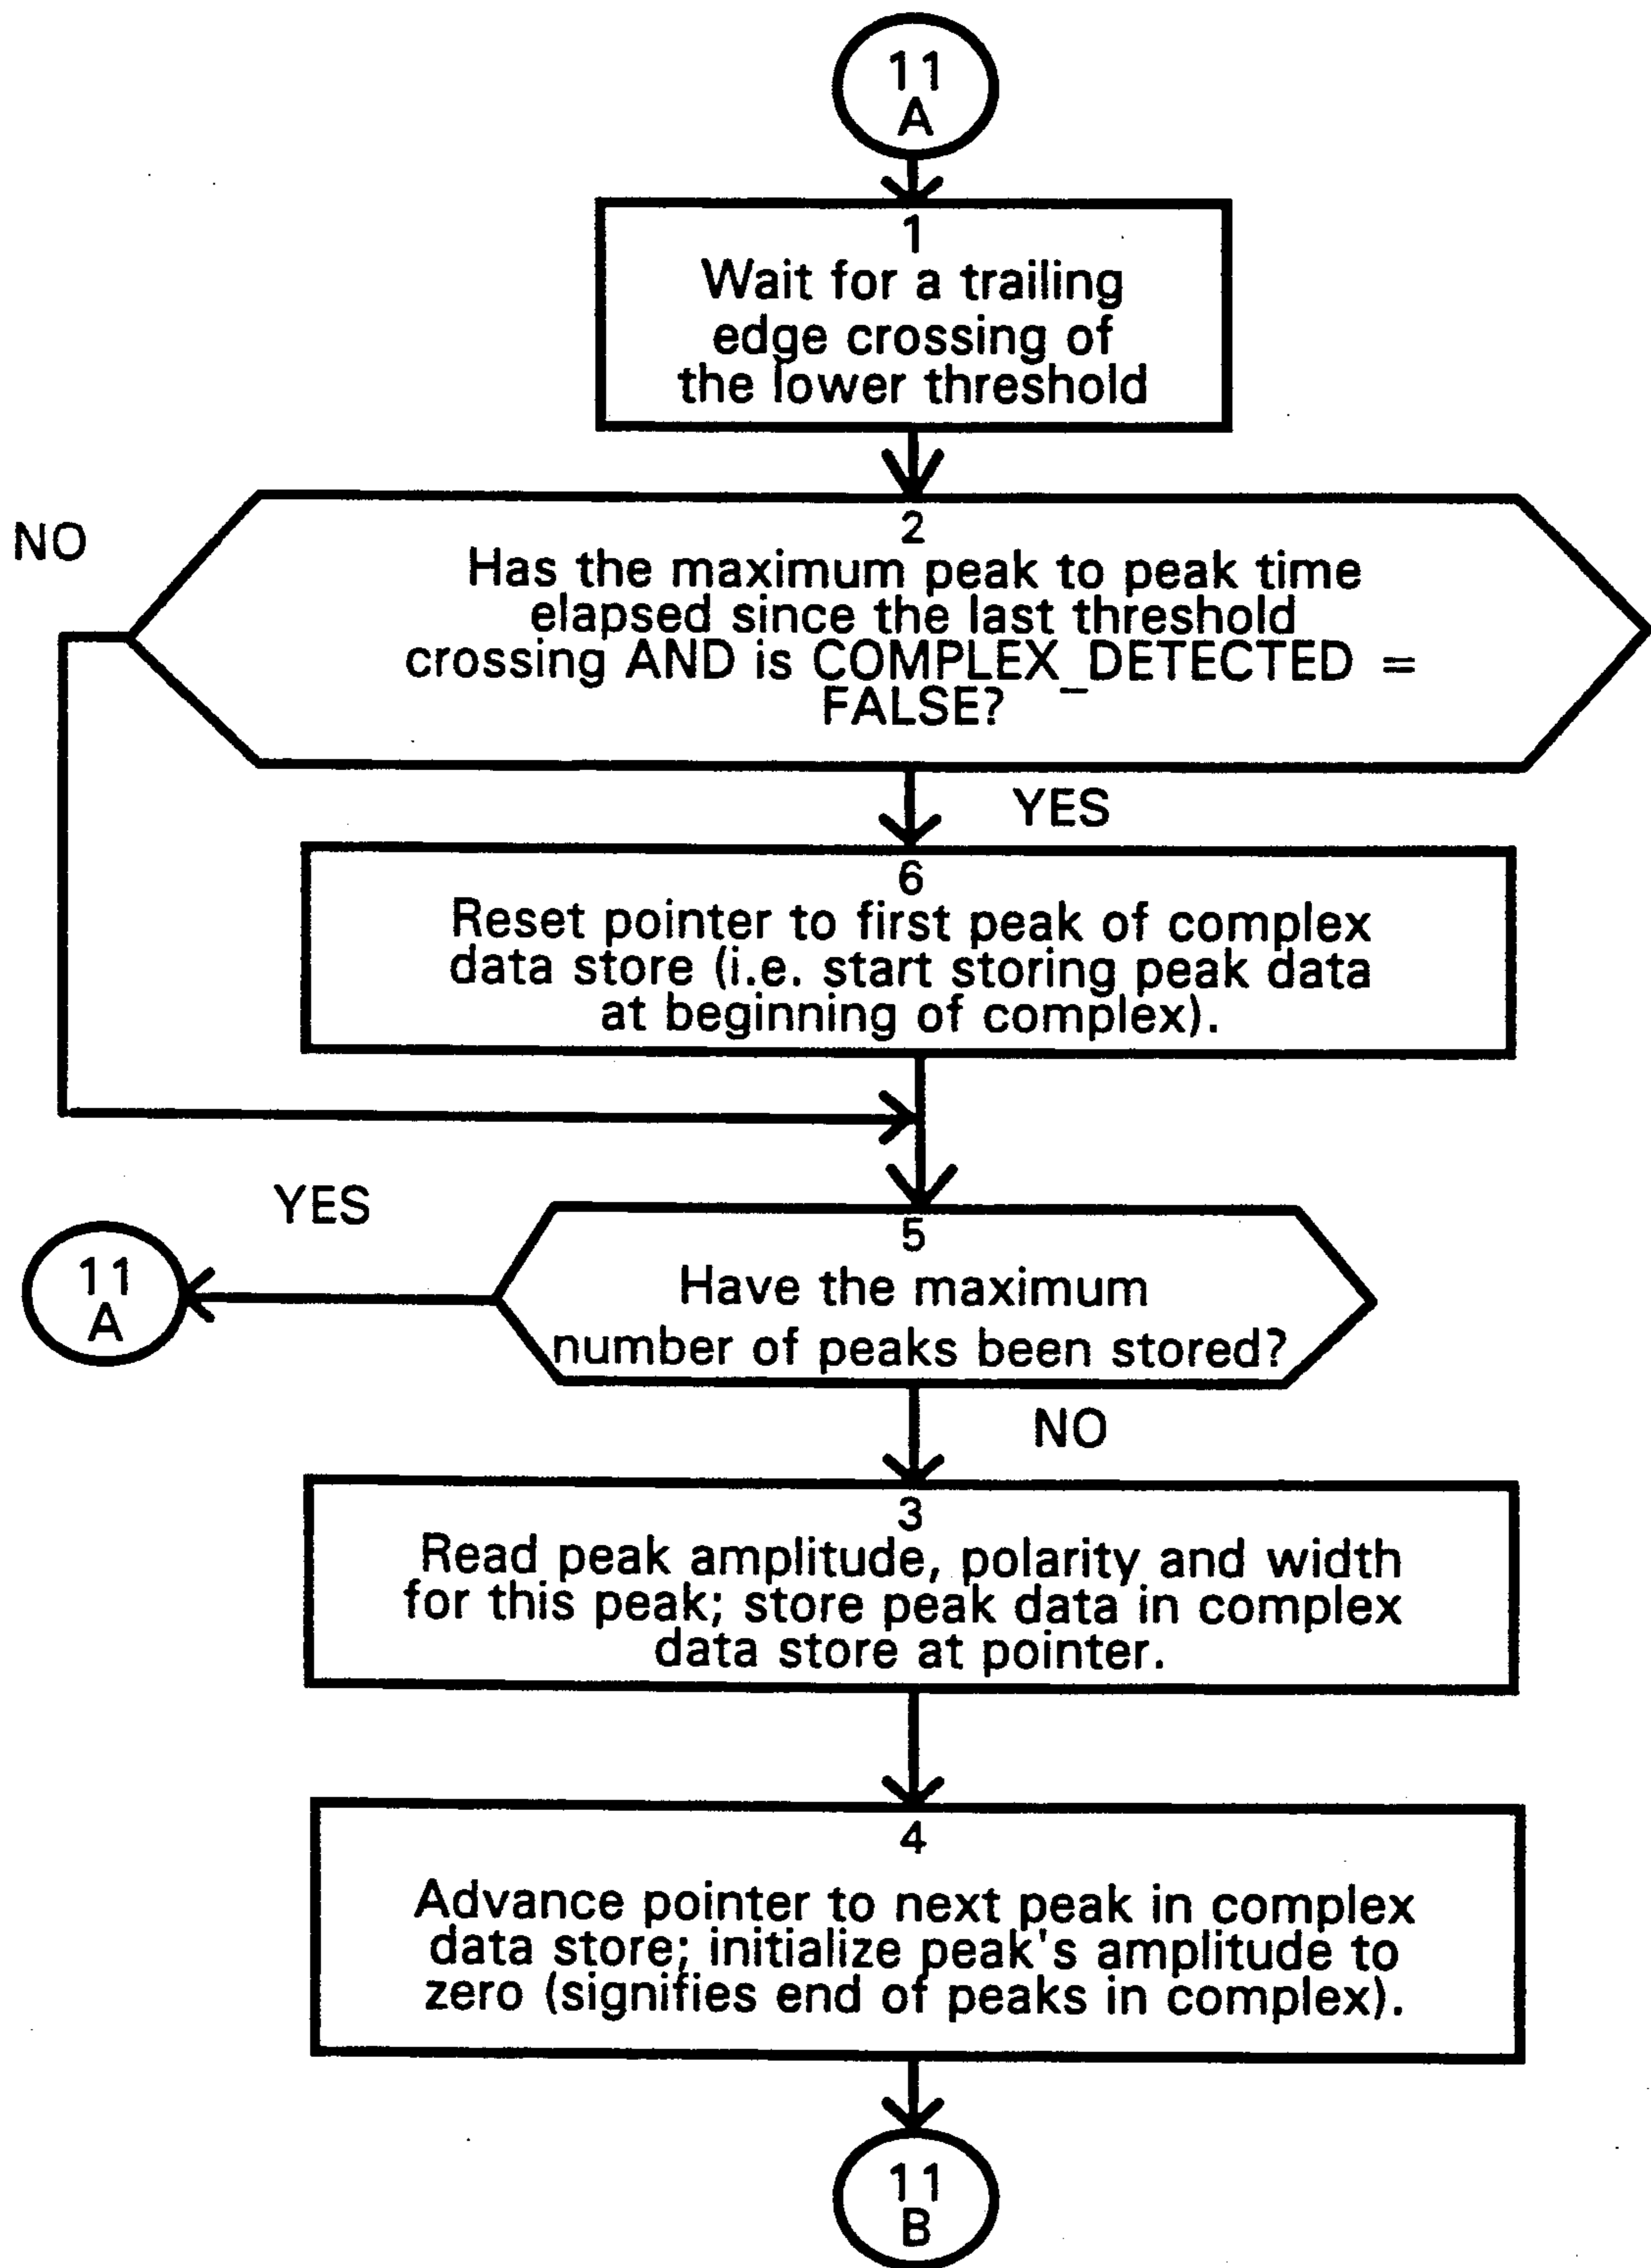 11
A
1
Wait for a trailing
edge crossing of
the lower threshold
NO
2
Has the maximum peak to peak time
elapsed since the last threshold
crossing AND is COMPLEX_DETECTED =
FALSE?
YES
6
Reset pointer to first peak of complex
data store (i.e. start storing peak data
at beginning of complex).
YES
11
A
5
Have the maximum
number of peaks been stored?
NO
3
Read peak amplitude, polarity and width
for this peak; store peak data in complex
data store at pointer.
4
Advance pointer to next peak in complex
data store; initialize peak's amplitude to
zero (signifies end of peaks in complex).
11
B